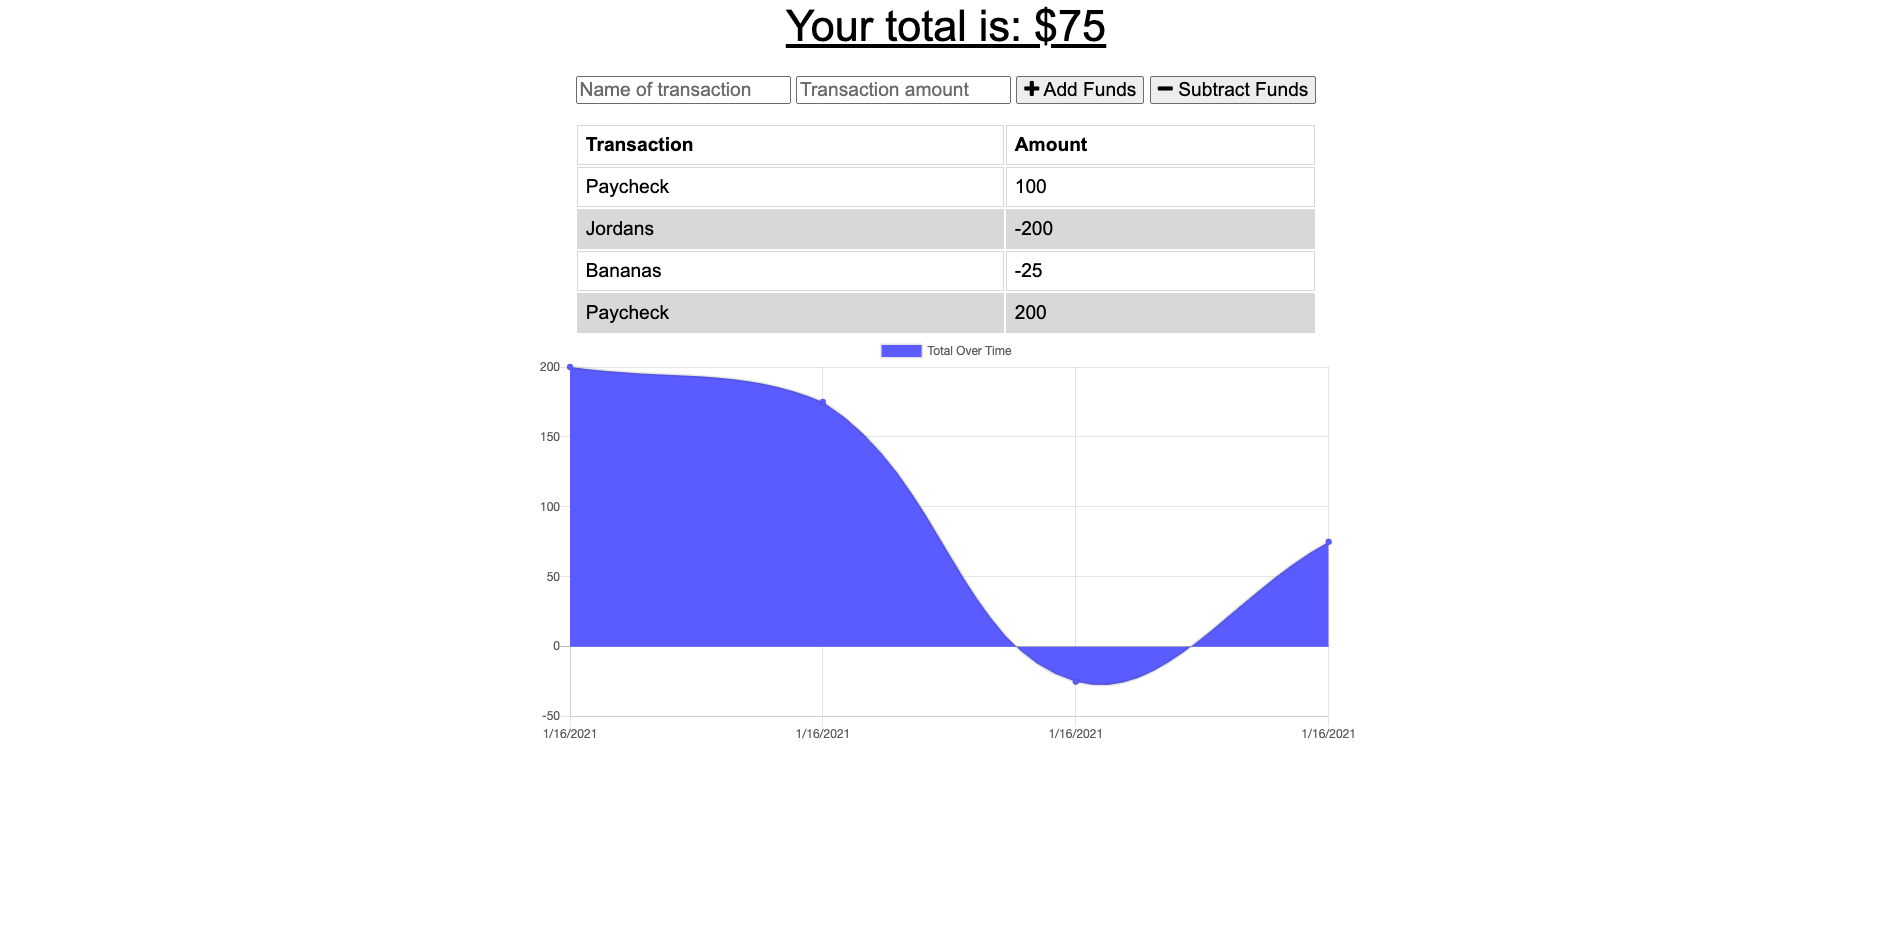 Your total is: $75
Name of transaction Transaction amount Add Funds Subtract Funds
Transaction Amount
Paycheck 100
Jordans -200
Bananas -25
Paycheck 200
Total Over Time
200
150
100
50
0
-50
1/16/2021 1/16/2021 1/16/2021 1/16/2021